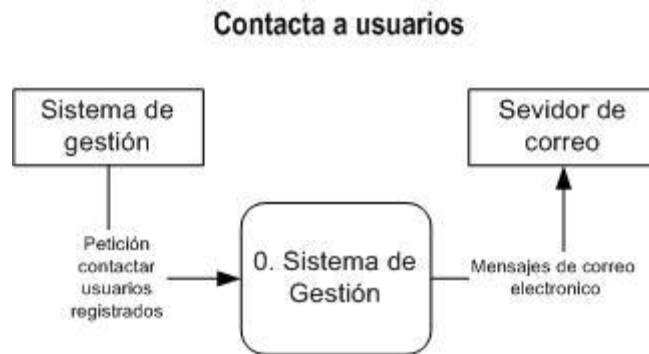 Contacta a usuarios
Sistema de
gestión
Sevidor de
correo
Petición
contactar
usuarios
registrados
0. Sistema de
Gestión
Mensajes de correo
electronico